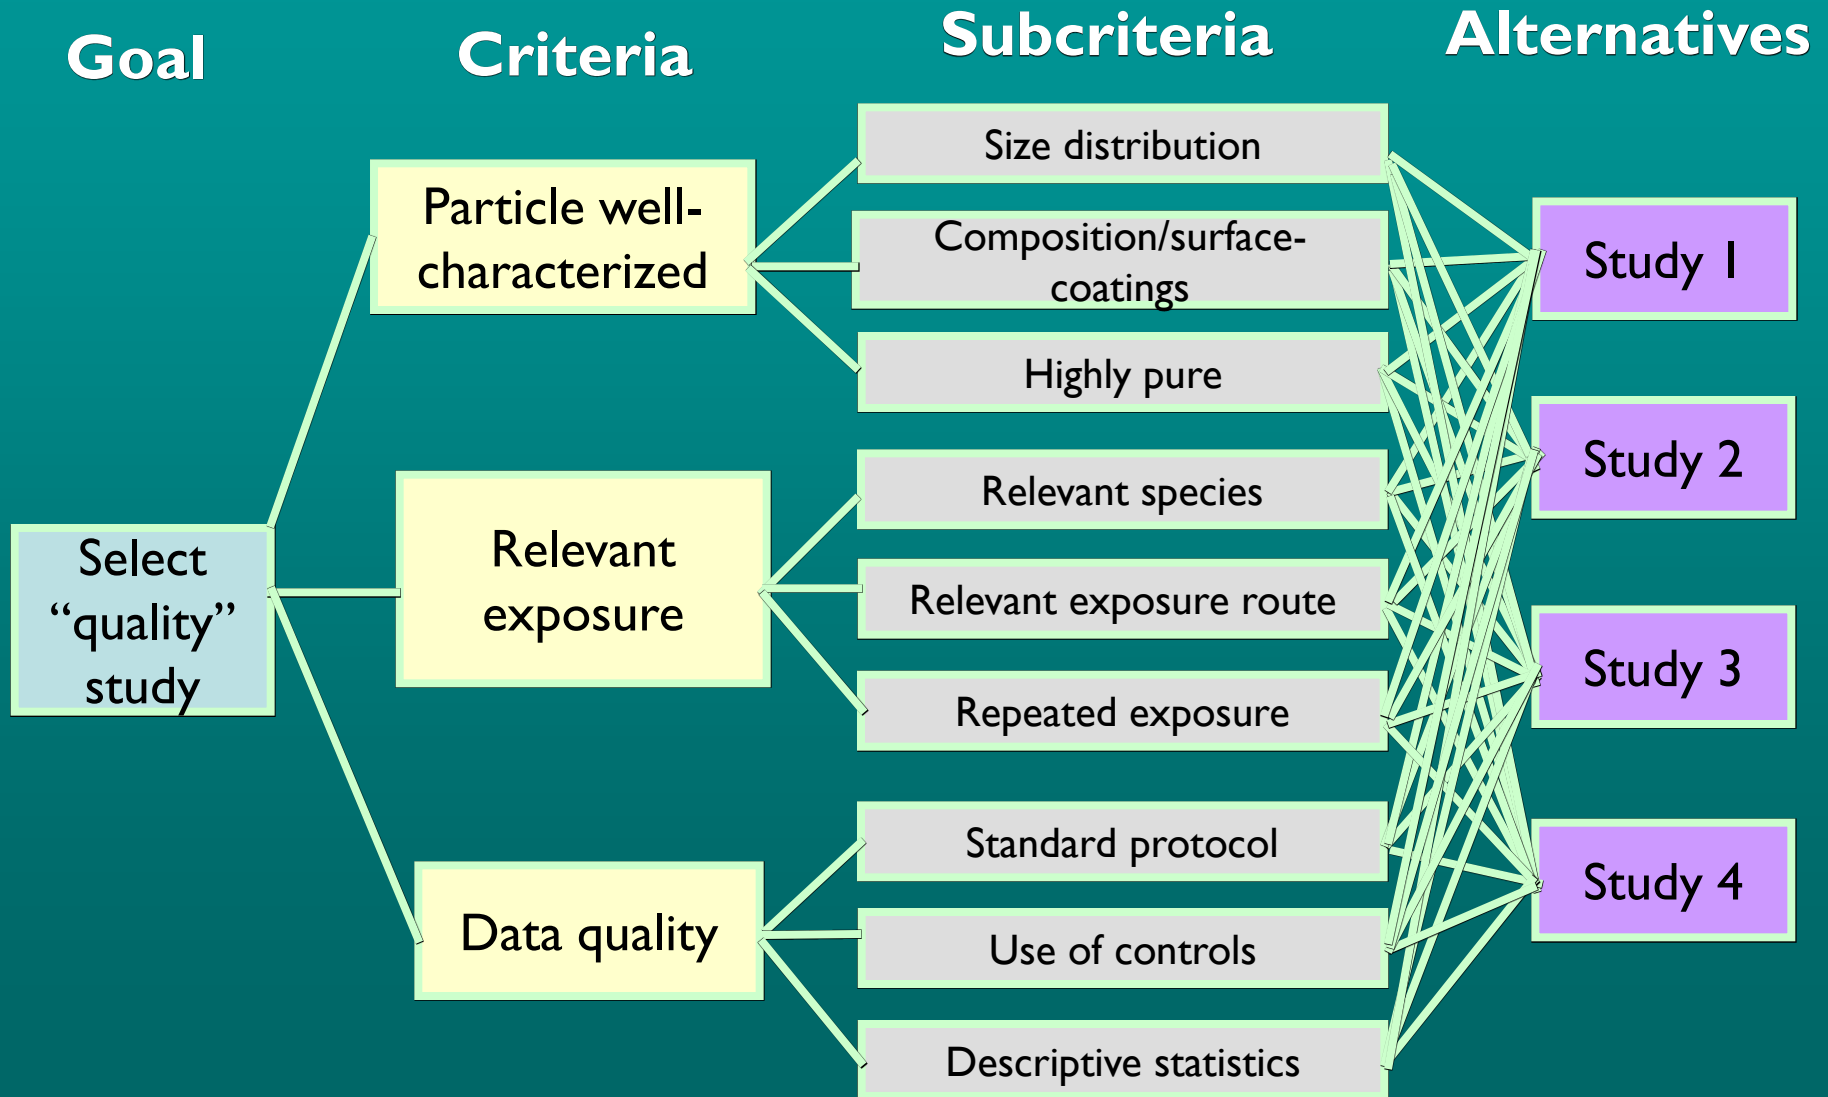 Goal
Criteria
Subcriteria
Alternatives
Select
“quality”
study
Particle well-
characterized
Relevant
exposure
Data quality
Size distribution
Composition/surface-
coatings
Highly pure
Relevant species
Relevant exposure route
Repeated exposure
Standard protocol
Use of controls
Descriptive statistics
Study 1
Study 2
Study 3
Study 4